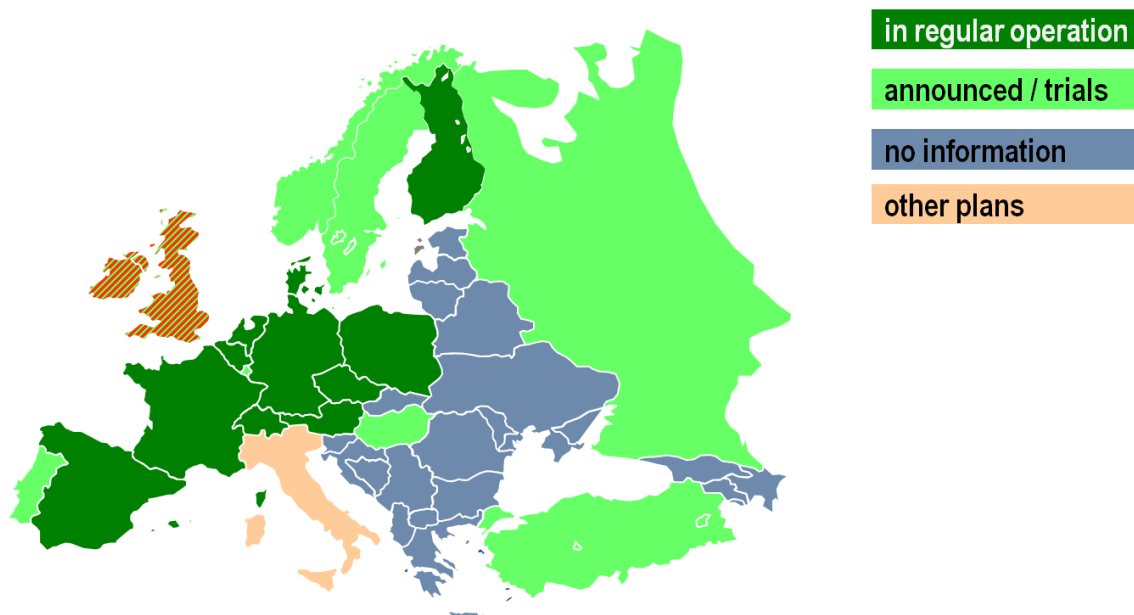 in regular operation
announced / trials
no information
other plans